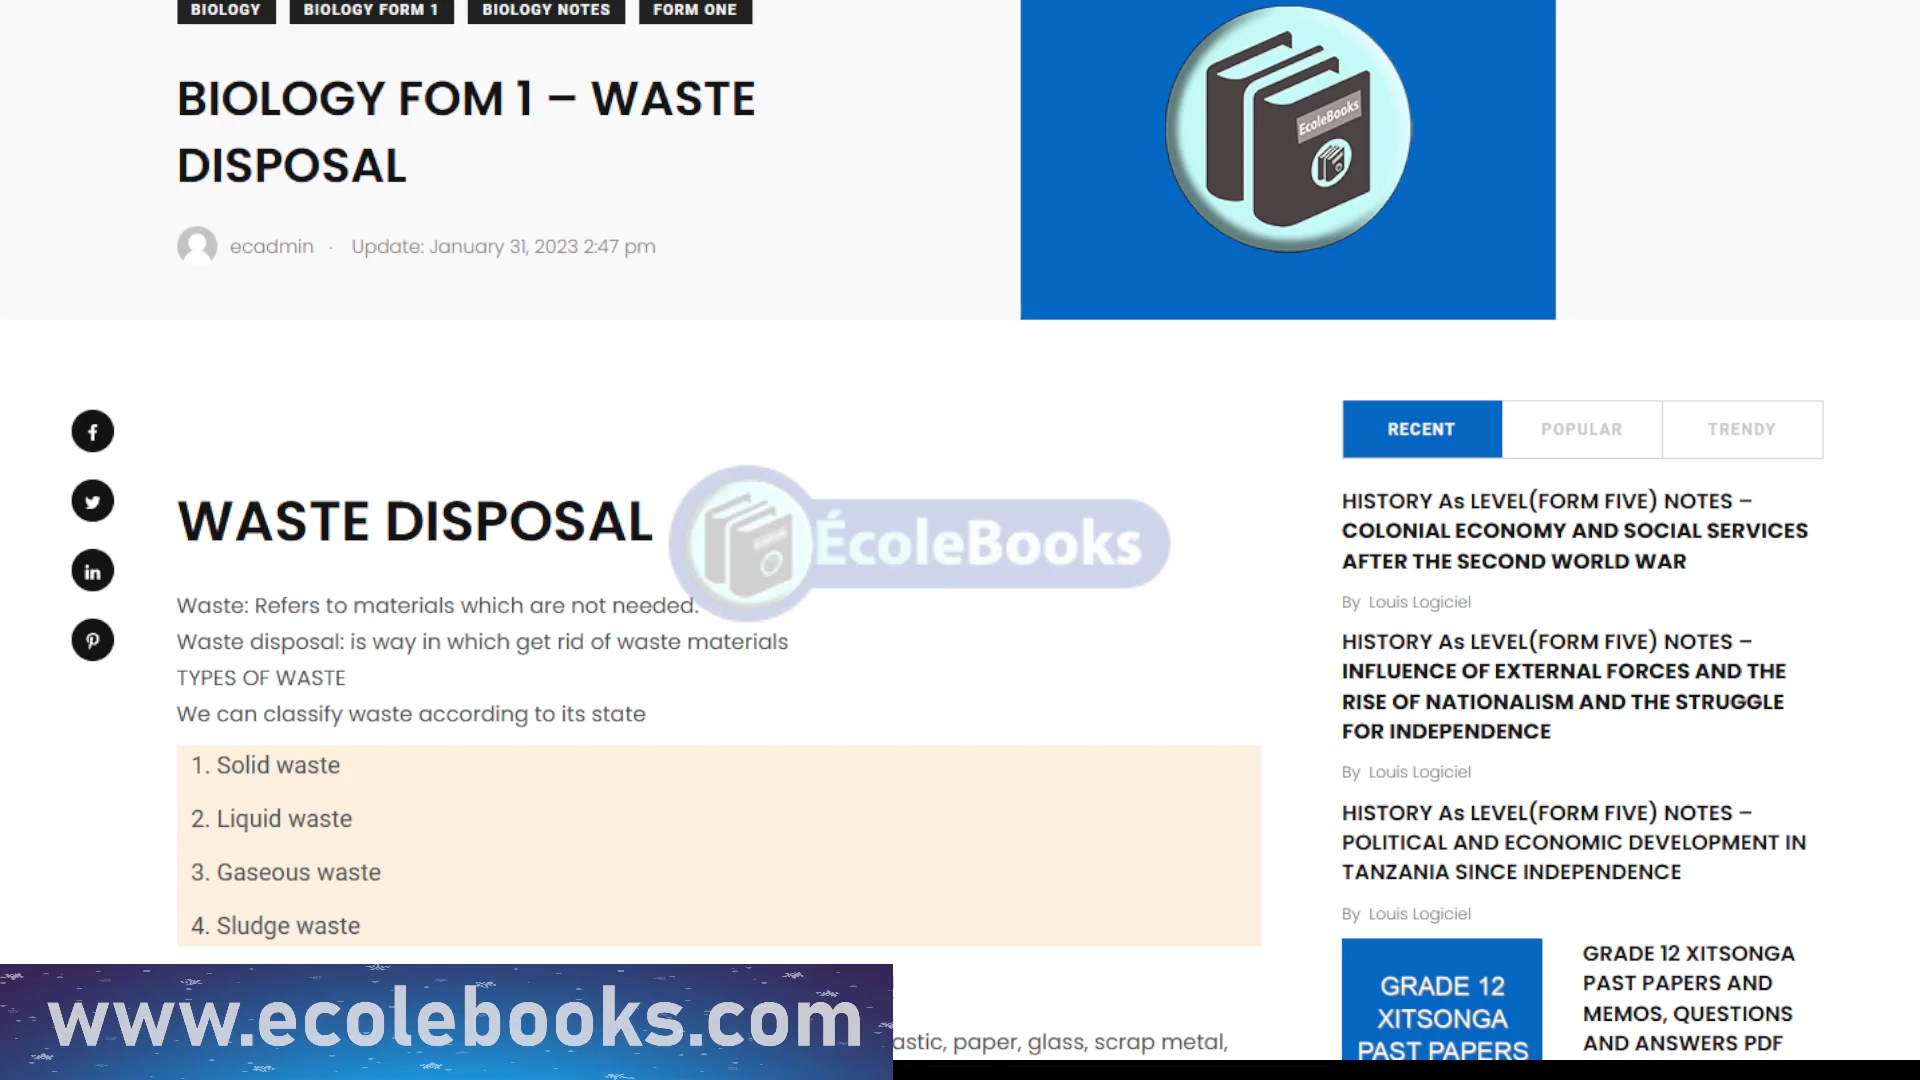 BIOLOGY
BIOLOGY FORM 1
BIOLOGY NOTES
FORM ONE
BIOLOGY FOM 1 – WASTE
DISPOSAL
ecadmin · Update: January 31, 2023 2:47 pm
EcoleBooks
WASTE DISPOSAL
ÉcoleBooks
Waste: Refers to materials which are not needed.
Waste disposal: is way in which get rid of waste materials
TYPES OF WASTE
We can classify waste according to its state
1. Solid waste
2. Liquid waste
3. Gaseous waste
4. Sludge waste
paper, glass, scrap metal,
www.ecolebooks.com
RECENT
POPULAR
TRENDY
HISTORY As LEVEL(FORM FIVE) NOTES –
COLONIAL ECONOMY AND SOCIAL SERVICES
AFTER THE SECOND WORLD WAR
By Louis Logiciel
HISTORY As LEVEL(FORM FIVE) NOTES –
INFLUENCE OF EXTERNAL FORCES AND THE
RISE OF NATIONALISM AND THE STRUGGLE
FOR INDEPENDENCE
By Louis Logiciel
HISTORY As LEVEL(FORM FIVE) NOTES –
POLITICAL AND ECONOMIC DEVELOPMENT IN
TANZANIA SINCE INDEPENDENCE
By Louis Logiciel
GRADE 12
XITSONGA
PAST PAPERS
GRADE 12 XITSONGA
PAST PAPERS AND
MEMOS, QUESTIONS
AND ANSWERS PDF